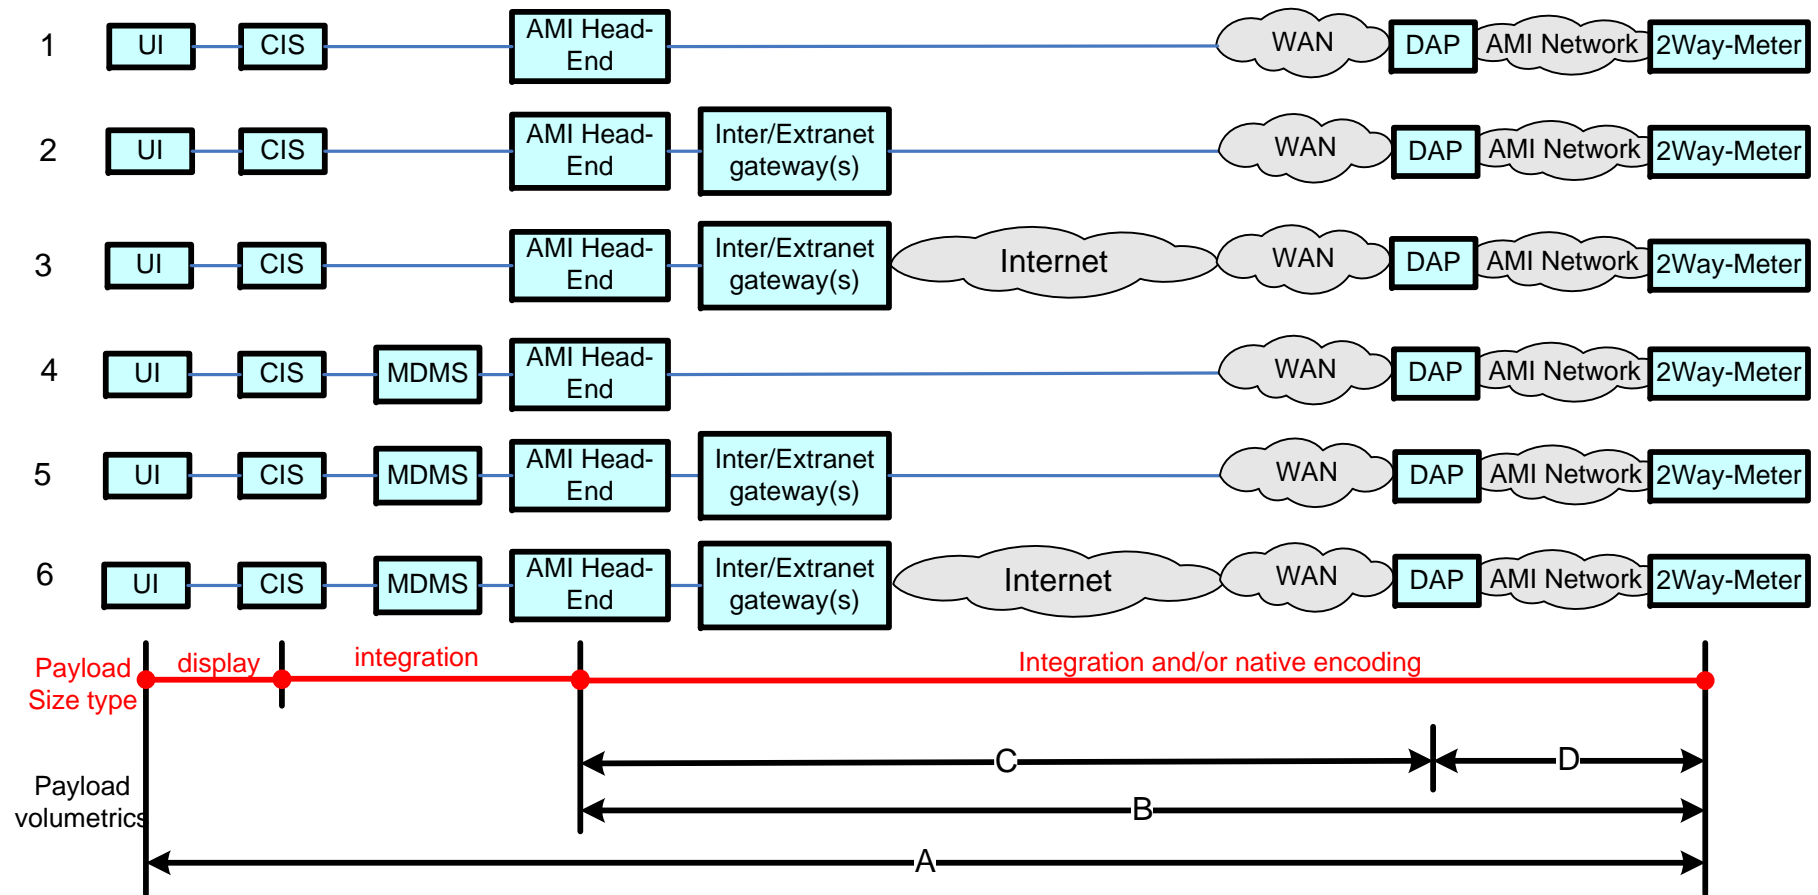 1 UI CIS AMI Head-End WAN DAP AMI Network 2Way-Meter
2 UI CIS AMI Head-End Inter/Extranet gateway(s) WAN DAP AMI Network 2Way-Meter
3 UI CIS AMI Head-End Inter/Extranet gateway(s) Internet WAN DAP AMI Network 2Way-Meter
4 UI CIS MDMS AMI Head-End WAN DAP AMI Network 2Way-Meter
5 UI CIS MDMS AMI Head-End Inter/Extranet gateway(s) WAN DAP AMI Network 2Way-Meter
6 UI CIS MDMS AMI Head-End Inter/Extranet gateway(s) Internet WAN DAP AMI Network 2Way-Meter
Payload
Size type
display
integration
Integration and/or native encoding
C
D
Payload
volumetrics
B
A